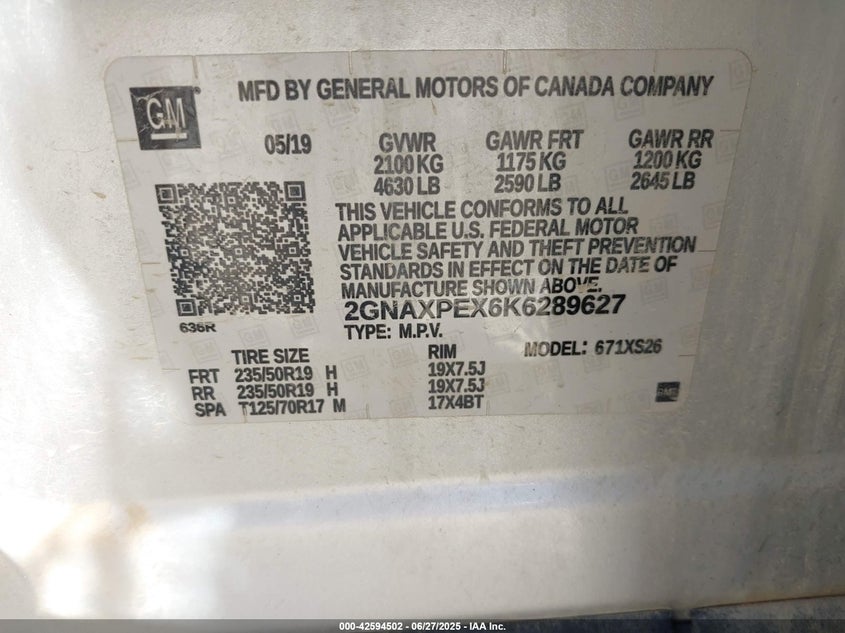 GM
MFD BY GENERAL MOTORS OF CANADA COMPANY
05/19 GVWR GAWR FRT GAWR RR
2100 KG 1175 KG 1200 KG
4630 LB 2590 LB 2645 LB
THIS VEHICLE CONFORMS TO ALL
APPLICABLE U.S. FEDERAL MOTOR
VEHICLE SAFETY AND THEFT PREVENTION
STANDARDS IN EFFECT ON THE DATE OF
MANUFACTURE SHOWN ABOVE.
2GNAXPEX6K6289627
636R TYPE: M.P.V.
TIRE SIZE RIM MODEL: 671XS26
FRT 235/50R19 H 19X7.5J
RR 235/50R19 H 19X7.5J
SPA T125/70R17 M 17X4BT
GM
000-42594502 - 06/27/2025 - IAA Inc.